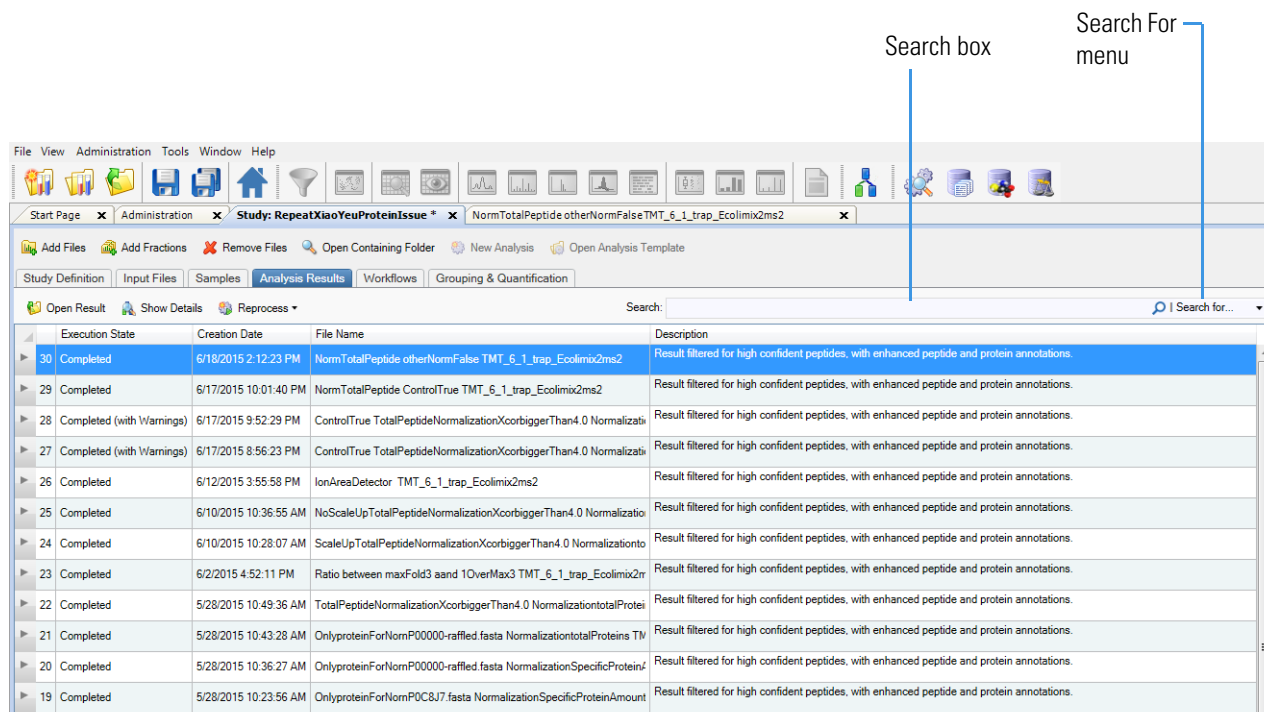 Search For
menu
Search box
File View Administration Tools Window Help
Start Page x Administration x Study: RepeatXiaoYeuProteinIssue * x NormTotalPeptide otherNormFalseTMT_6_1_trap_Ecolimix2ms2 x
Add Files Add Fractions Remove Files Open Containing Folder New Analysis Open Analysis Template
Study Definition Input Files Samples Analysis Results Workflows Grouping & Quantification
Open Result Show Details Reprocess Search: | Search for...
Execution State Creation Date File Name Description
30 Completed 6/18/2015 2:12:23 PM NormTotalPeptide otherNormFalse TMT_6_1_trap_Ecolimix2ms2 Result filtered for high confident peptides, with enhanced peptide and protein annotations.
29 Completed 6/17/2015 10:01:40 PM NormTotalPeptide ControlTrue TMT_6_1_trap_Ecolimix2ms2 Result filtered for high confident peptides, with enhanced peptide and protein annotations.
28 Completed (with Warnings) 6/17/2015 9:52:29 PM ControlTrue TotalPeptideNormalizationXcorbiggerThan4.0 Normalizati Result filtered for high confident peptides, with enhanced peptide and protein annotations.
27 Completed (with Warnings) 6/17/2015 8:56:23 PM ControlTrue TotalPeptideNormalizationXcorbiggerThan4.0 Normalizati Result filtered for high confident peptides, with enhanced peptide and protein annotations.
26 Completed 6/12/2015 3:55:58 PM IonAreaDetector TMT_6_1_trap_Ecolimix2ms2 Result filtered for high confident peptides, with enhanced peptide and protein annotations.
25 Completed 6/10/2015 10:36:55 AM NoScaleUpTotalPeptideNormalizationXcorbiggerThan4.0 Normalizatio Result filtered for high confident peptides, with enhanced peptide and protein annotations.
24 Completed 6/10/2015 10:28:07 AM ScaleUpTotalPeptideNormalizationXcorbiggerThan4.0 Normalizationto Result filtered for high confident peptides, with enhanced peptide and protein annotations.
23 Completed 6/2/2015 4:52:11 PM Ratio between maxFold3 aand 1OverMax3 TMT_6_1_trap_Ecolimix2m Result filtered for high confident peptides, with enhanced peptide and protein annotations.
22 Completed 5/28/2015 10:49:36 AM TotalPeptideNormalizationXcorbiggerThan4.0 NormalizationtotalProtei Result filtered for high confident peptides, with enhanced peptide and protein annotations.
21 Completed 5/28/2015 10:43:28 AM OnlyproteinForNornP00000-raffled.fasta NormalizationtotalProteins TM Result filtered for high confident peptides, with enhanced peptide and protein annotations.
20 Completed 5/28/2015 10:36:27 AM OnlyproteinForNornP00000-raffled.fasta NormalizationSpecificProteinA Result filtered for high confident peptides, with enhanced peptide and protein annotations.
19 Completed 5/28/2015 10:23:56 AM OnlyproteinForNornP0C8J7.fasta NormalizationSpecificProteinAmount Result filtered for high confident peptides, with enhanced peptide and protein annotations.